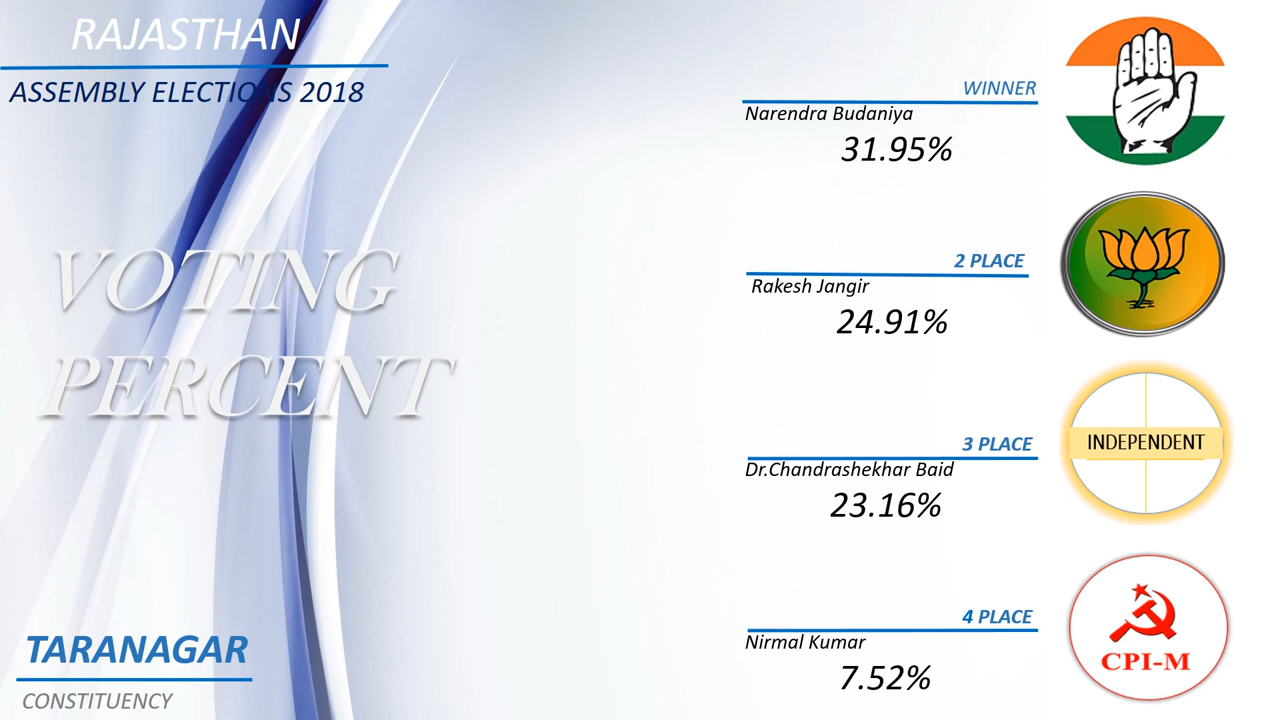 RAJASTHAN
ASSEMBLY ELECTIONS 2018
VOTING
PERCENT
TARANAGAR
CONSTITUENCY
WINNER
Narendra Budaniya
31.95%
2 PLACE
Rakesh Jangir
24.91%
3 PLACE
Dr.Chandrashekhar Baid
23.16%
INDEPENDENT
4 PLACE
Nirmal Kumar
7.52%
CPI-M